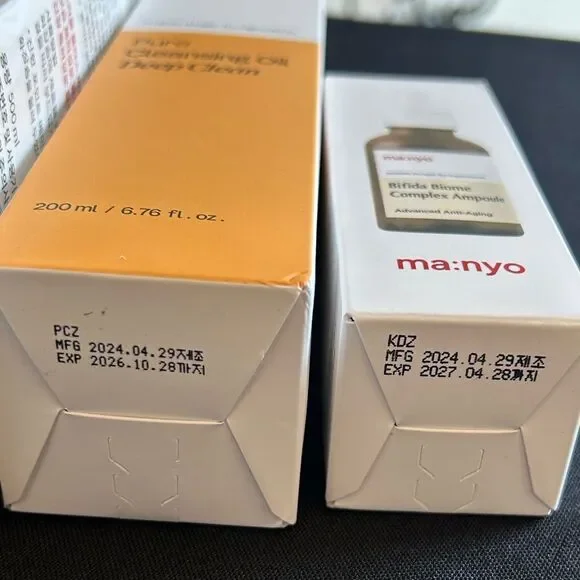 Pure
Cleansing Oil
Deep Clean
200 ml / 6.76 fl. oz.
PCZ
MFG 2024.04.29제조
EXP 2026.10.28까지
ma:nyo
Bifida Biome
Complex Ampoule
Advanced Anti-Aging
ma:nyo
KDZ
MFG 2024.04.29제조
EXP 2027.04.28까지